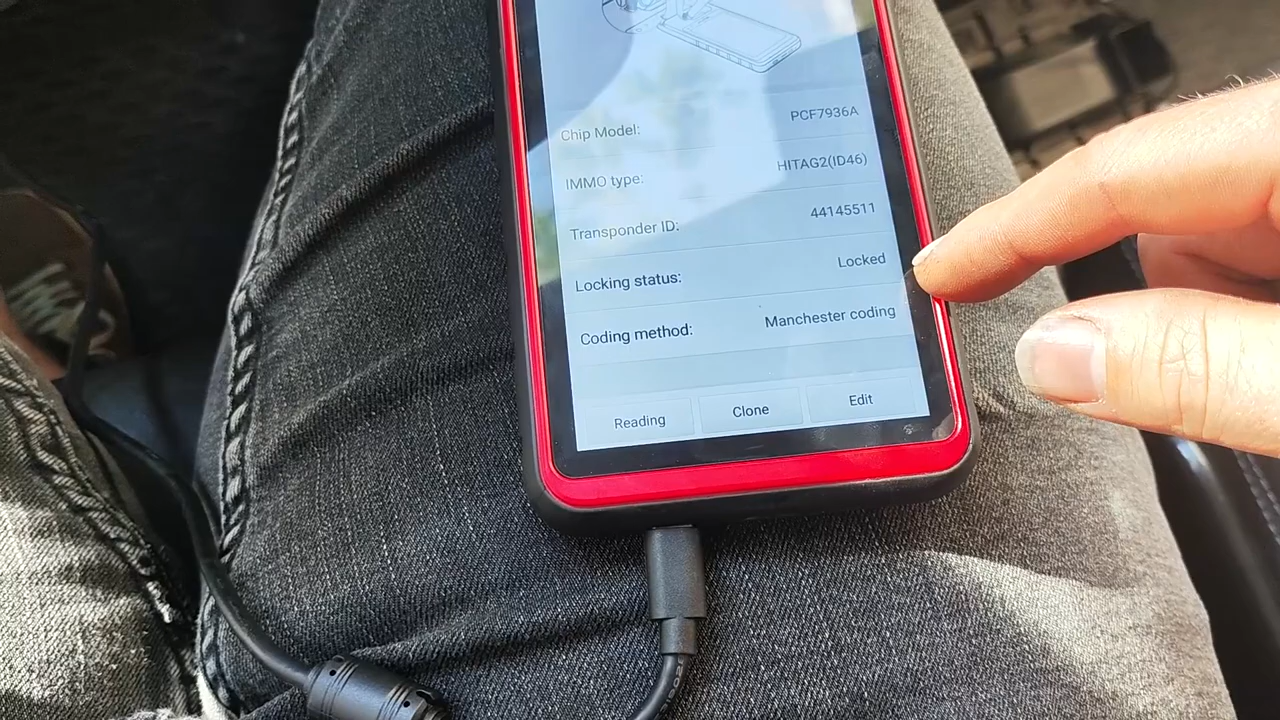 Chip Model: PCF7936A
IMMO type: HITAG2(ID46)
Transponder ID: 44145511
Locking status: Locked
Coding method: Manchester coding
Reading Clone Edit